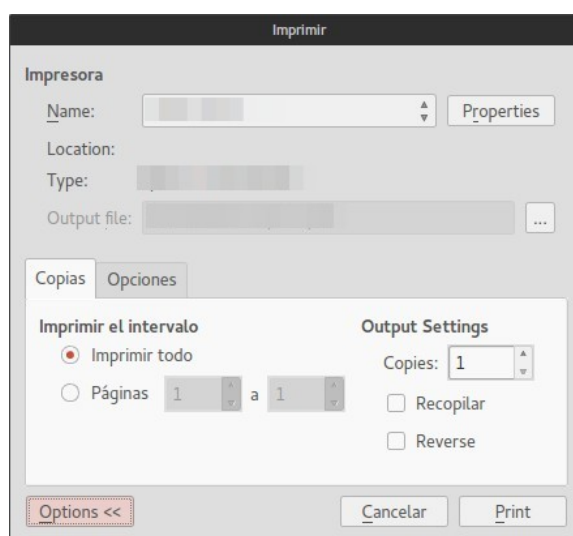 Imprimir
Impresora
Name:
Properties
Location:
Type:
Output file:
...
Copias
Opciones
Imprimir el intervalo
Imprimir todo
Páginas 1 a 1
Output Settings
Copies: 1
Recopilar
Reverse
Options <<
Cancelar
Print